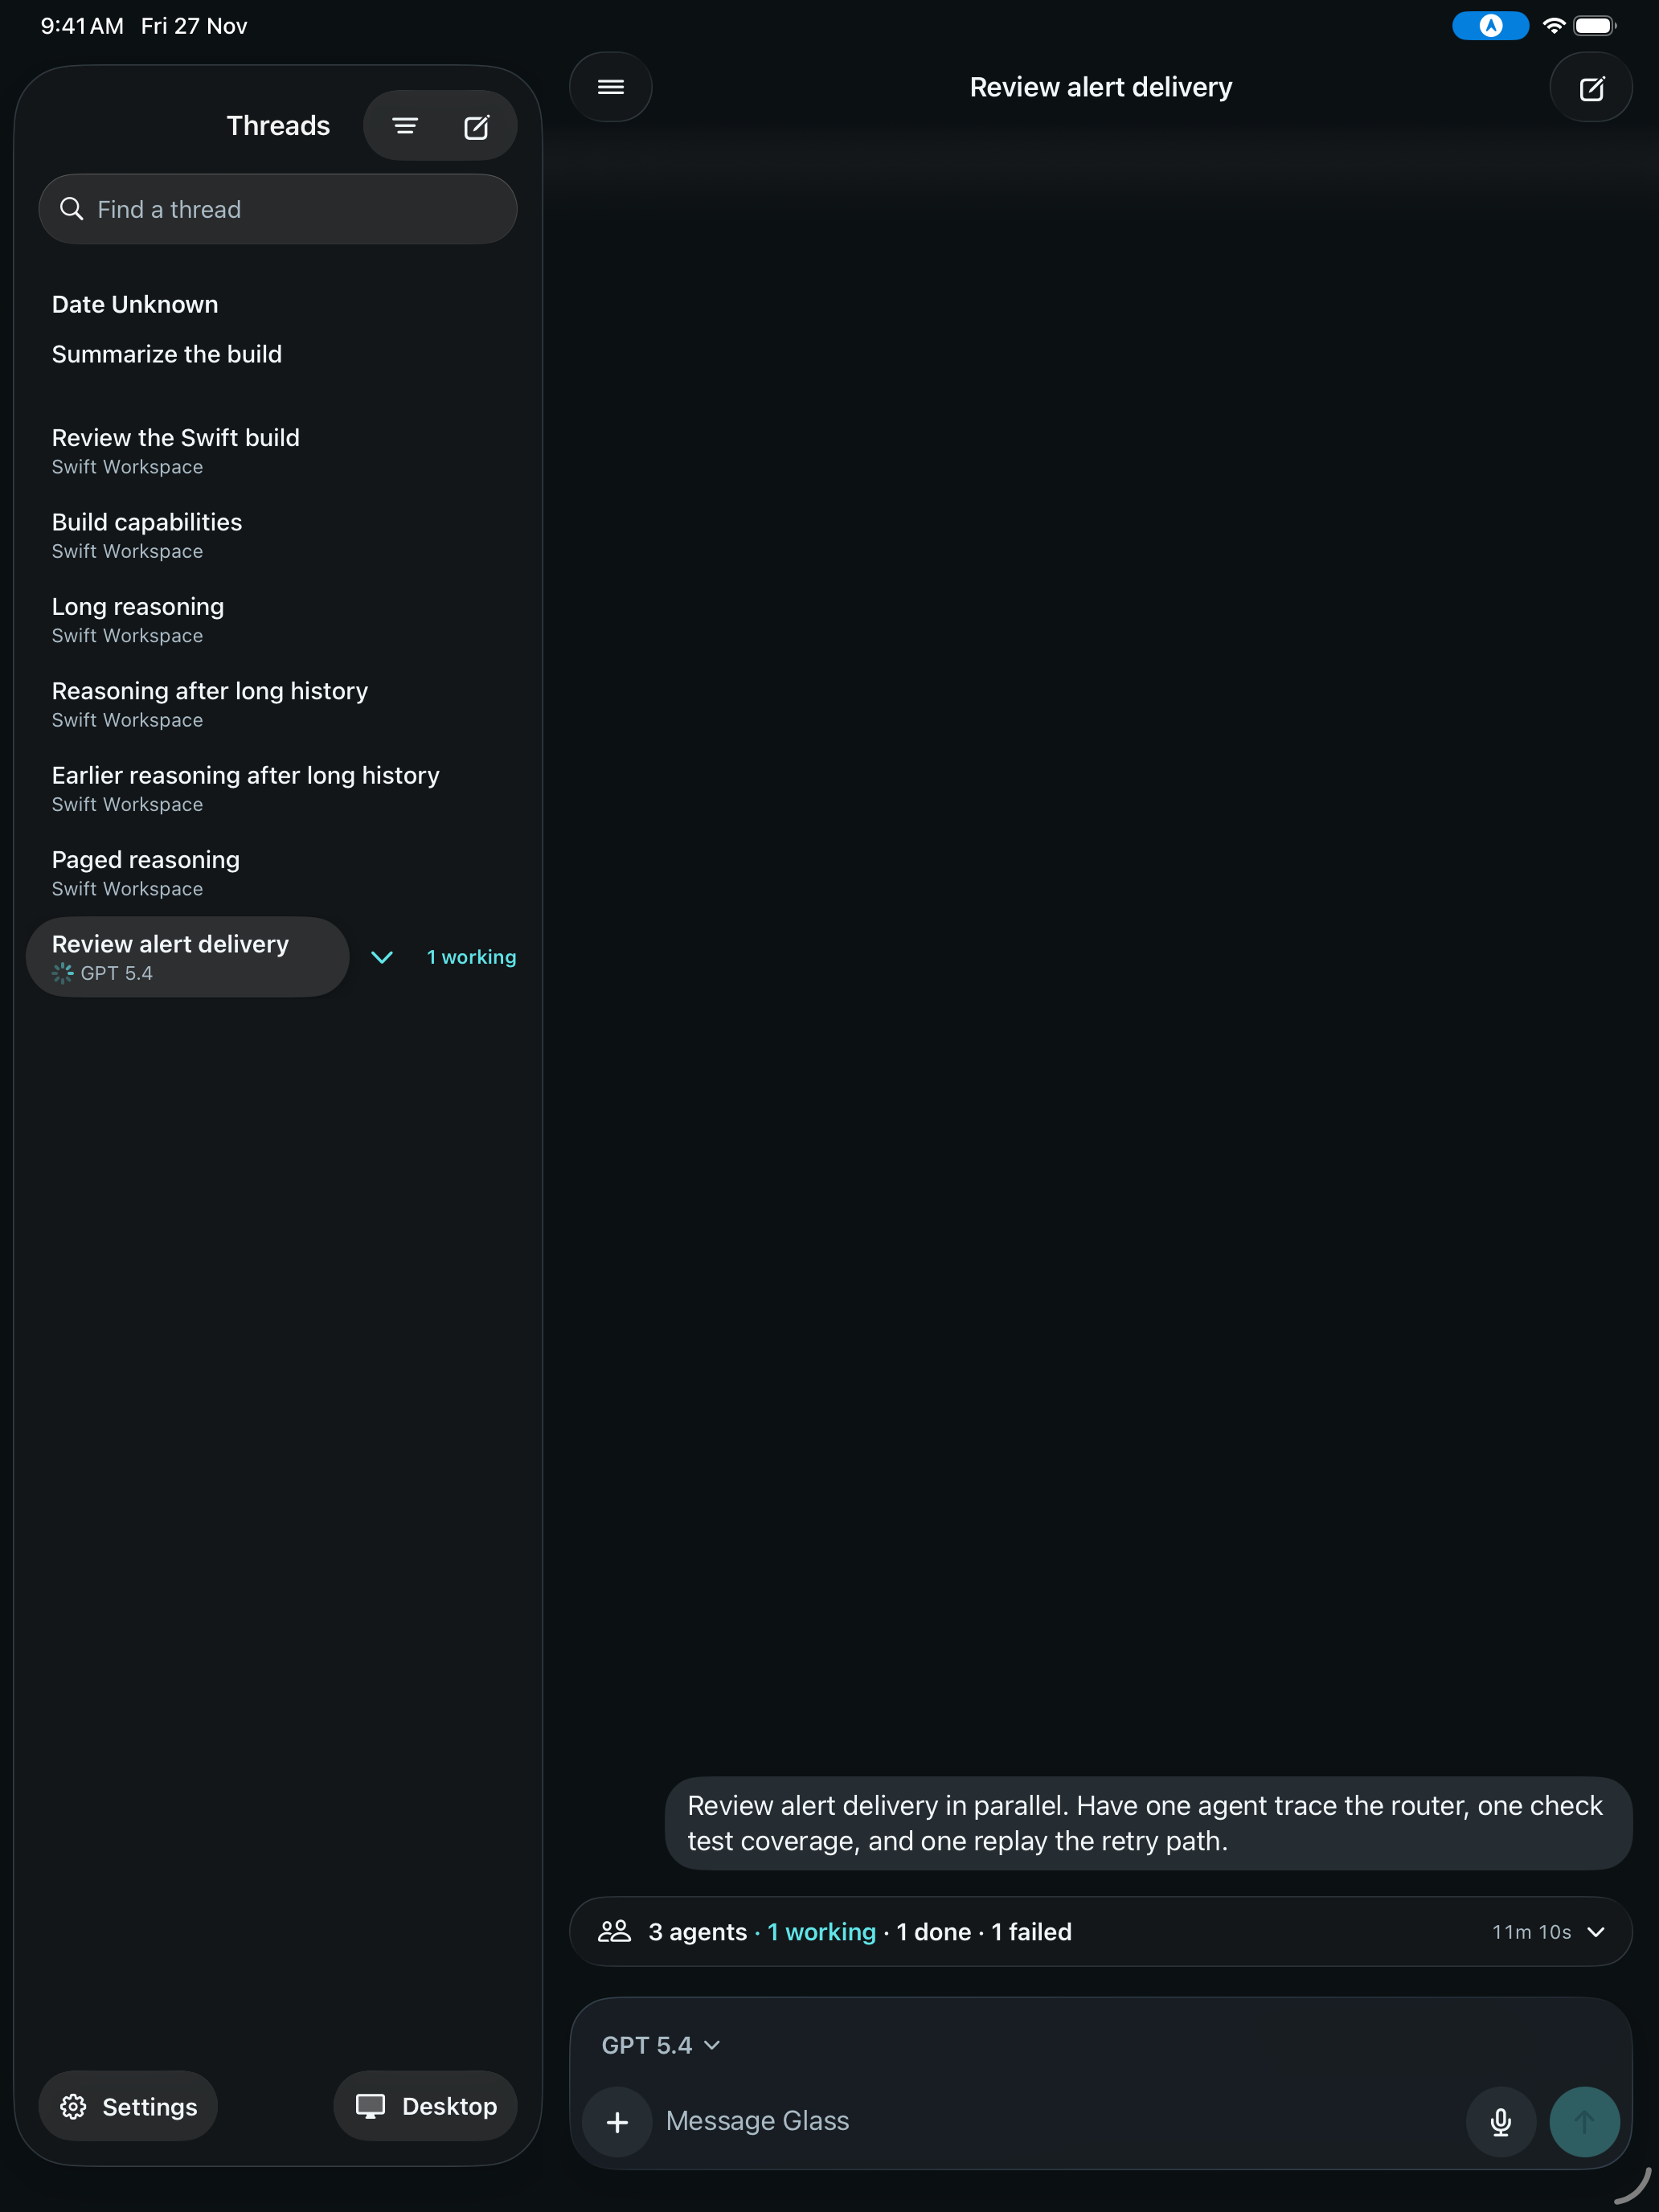 9:41 AM Fri 27 Nov
Threads
Find a thread
Date Unknown
Summarize the build
Review the Swift build
Swift Workspace
Build capabilities
Swift Workspace
Long reasoning
Swift Workspace
Reasoning after long history
Swift Workspace
Earlier reasoning after long history
Swift Workspace
Paged reasoning
Swift Workspace
Review alert delivery
GPT 5.4
1 working
Settings
Desktop
Review alert delivery
Review alert delivery in parallel. Have one agent trace the router, one check
test coverage, and one replay the retry path.
3 agents · 1 working · 1 done · 1 failed
11m 10s
GPT 5.4
Message Glass